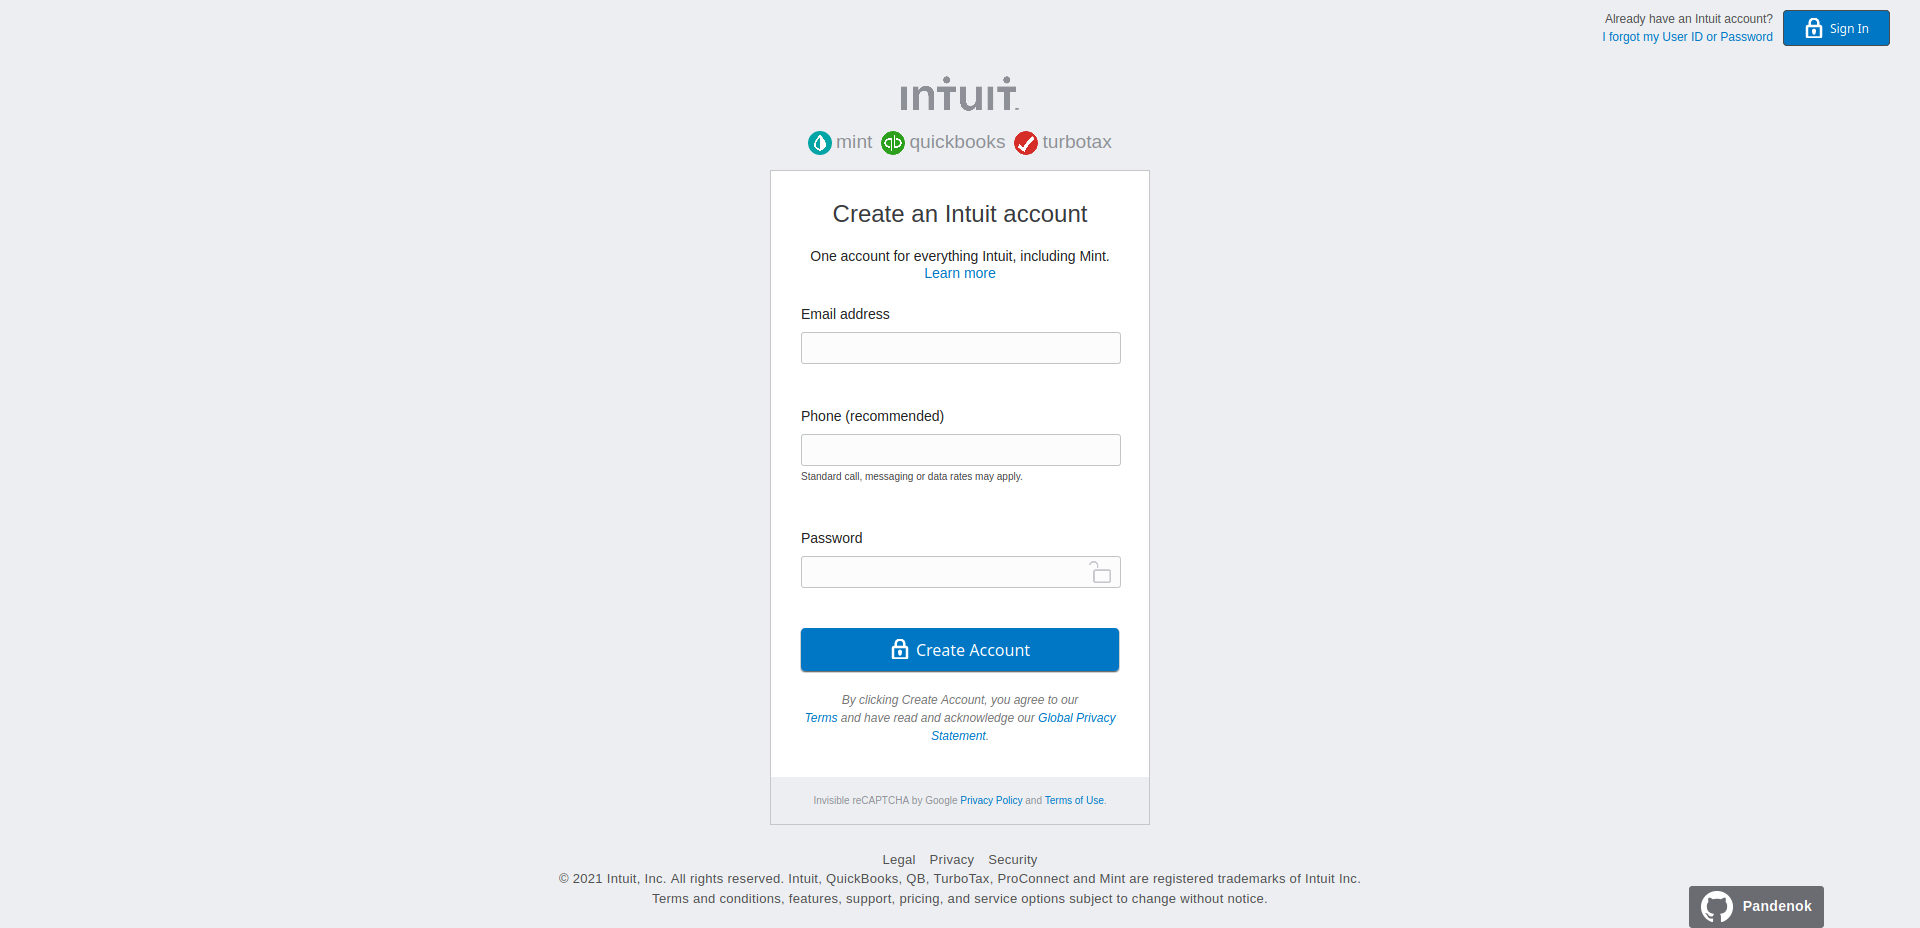 Already have an Intuit account?
I forgot my User ID or Password
Sign In
intuit
mint quickbooks turbotax
Create an Intuit account
One account for everything Intuit, including Mint.
Learn more
Email address
Phone (recommended)
Standard call, messaging or data rates may apply.
Password
Create Account
By clicking Create Account, you agree to our
Terms and have read and acknowledge our Global Privacy
Statement.
Invisible reCAPTCHA by Google Privacy Policy and Terms of Use.
Legal Privacy Security
© 2021 Intuit, Inc. All rights reserved. Intuit, QuickBooks, QB, TurboTax, ProConnect and Mint are registered trademarks of Intuit Inc.
Terms and conditions, features, support, pricing, and service options subject to change without notice.
Pandenok